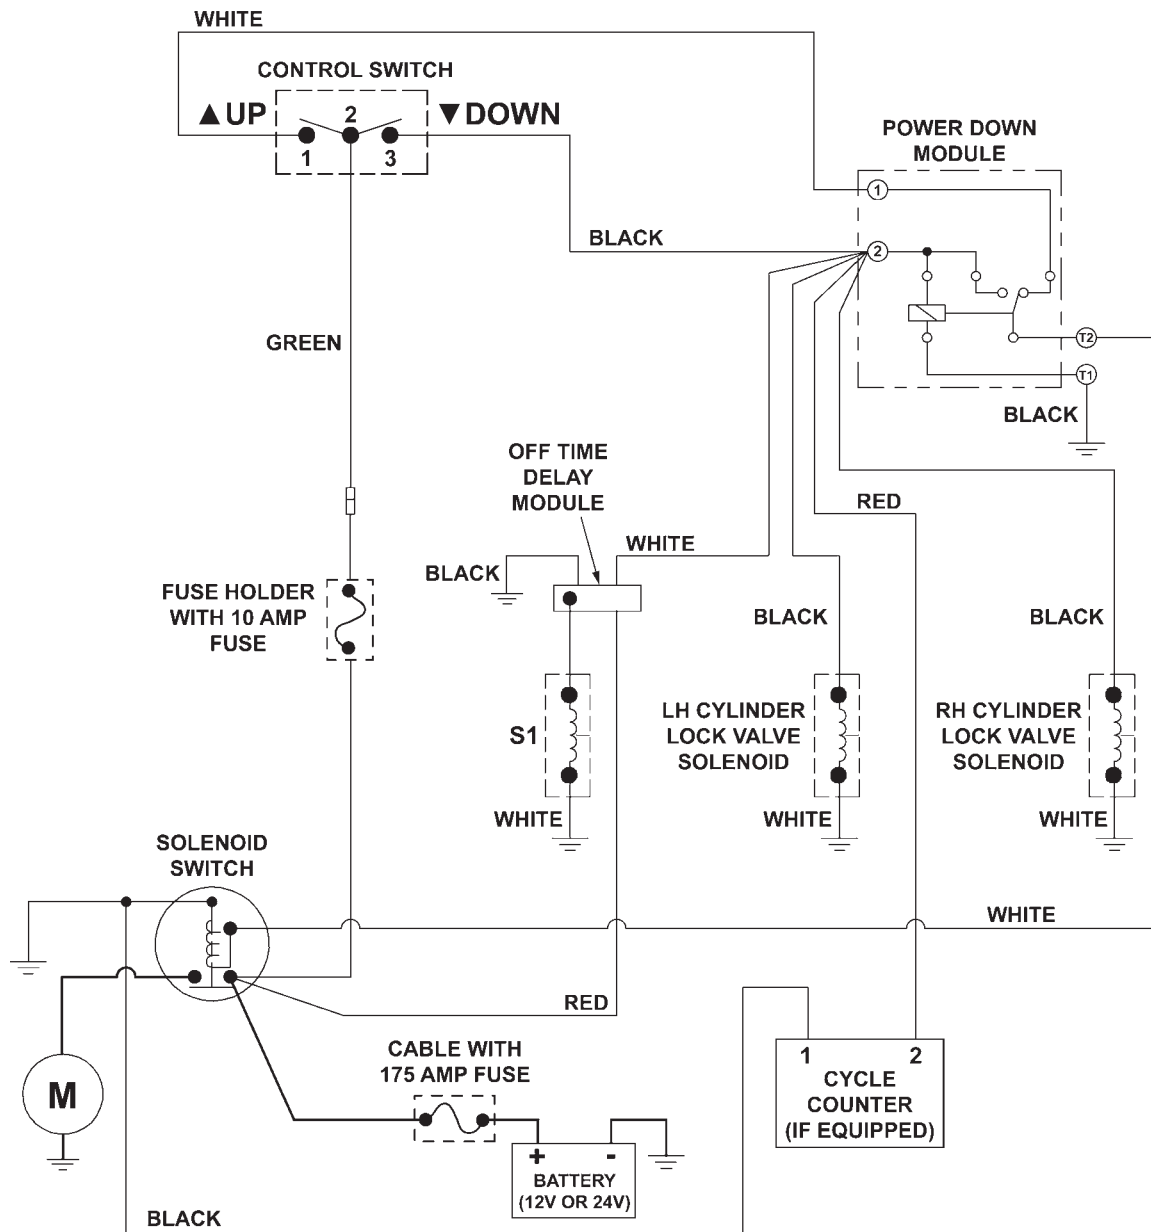 WHITE
CONTROL SWITCH
▲UP
2
▼DOWN
1
3
POWER DOWN
MODULE
1
BLACK
2
GREEN
T2
T1
BLACK
OFF TIME
DELAY
MODULE
RED
WHITE
BLACK
FUSE HOLDER
WITH 10 AMP
FUSE
BLACK
BLACK
S1
LH CYLINDER
LOCK VALVE
SOLENOID
RH CYLINDER
LOCK VALVE
SOLENOID
WHITE
WHITE
WHITE
SOLENOID
SWITCH
WHITE
RED
CABLE WITH
175 AMP FUSE
1 2
CYCLE
COUNTER
(IF EQUIPPED)
M
+ -
BATTERY
(12V OR 24V)
BLACK